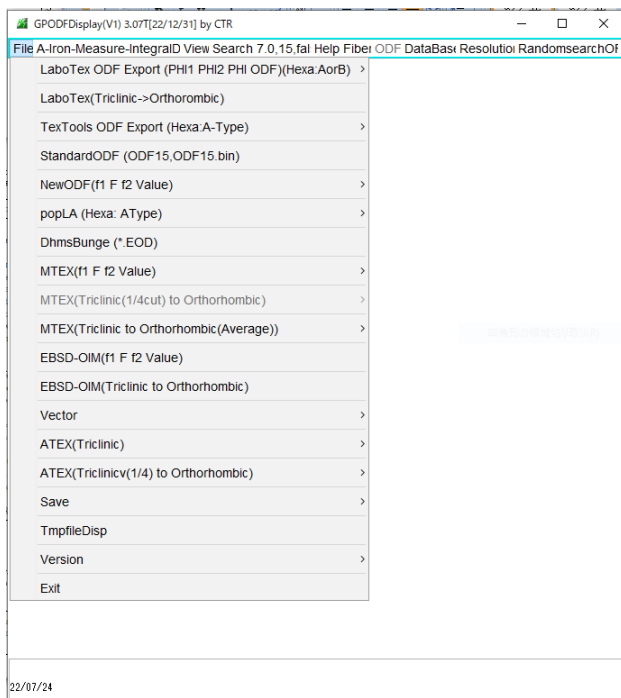 GPODFDisplay(V1) 3.07T[22/12/31] by CTR
File A-Iron-Measure-IntegralD View Search 7.0,15,fal Help Fiber ODF DataBase Resolution RandomsearchOF
LaboTex ODF Export (PHI1 PHI2 PHI ODF)(Hexa:AorB)
LaboTex(Triclinic->Orthorombic)
TexTools ODF Export (Hexa:A-Type)
StandardODF (ODF15,ODF15.bin)
NewODF(f1 F f2 Value)
popLA (Hexa: AType)
DhmsBunge (*.EOD)
MTEX(f1 F f2 Value)
MTEX(Triclinic(1/4cut) to Orthorhombic)
MTEX(Triclinic to Orthorhombic(Average))
EBSD-OIM(f1 F f2 Value)
EBSD-OIM(Triclinic to Orthorhombic)
Vector
ATEX(Triclinic)
ATEX(Triclinicv(1/4) to Orthorhombic)
Save
TmpfileDisp
Version
Exit
22/07/24